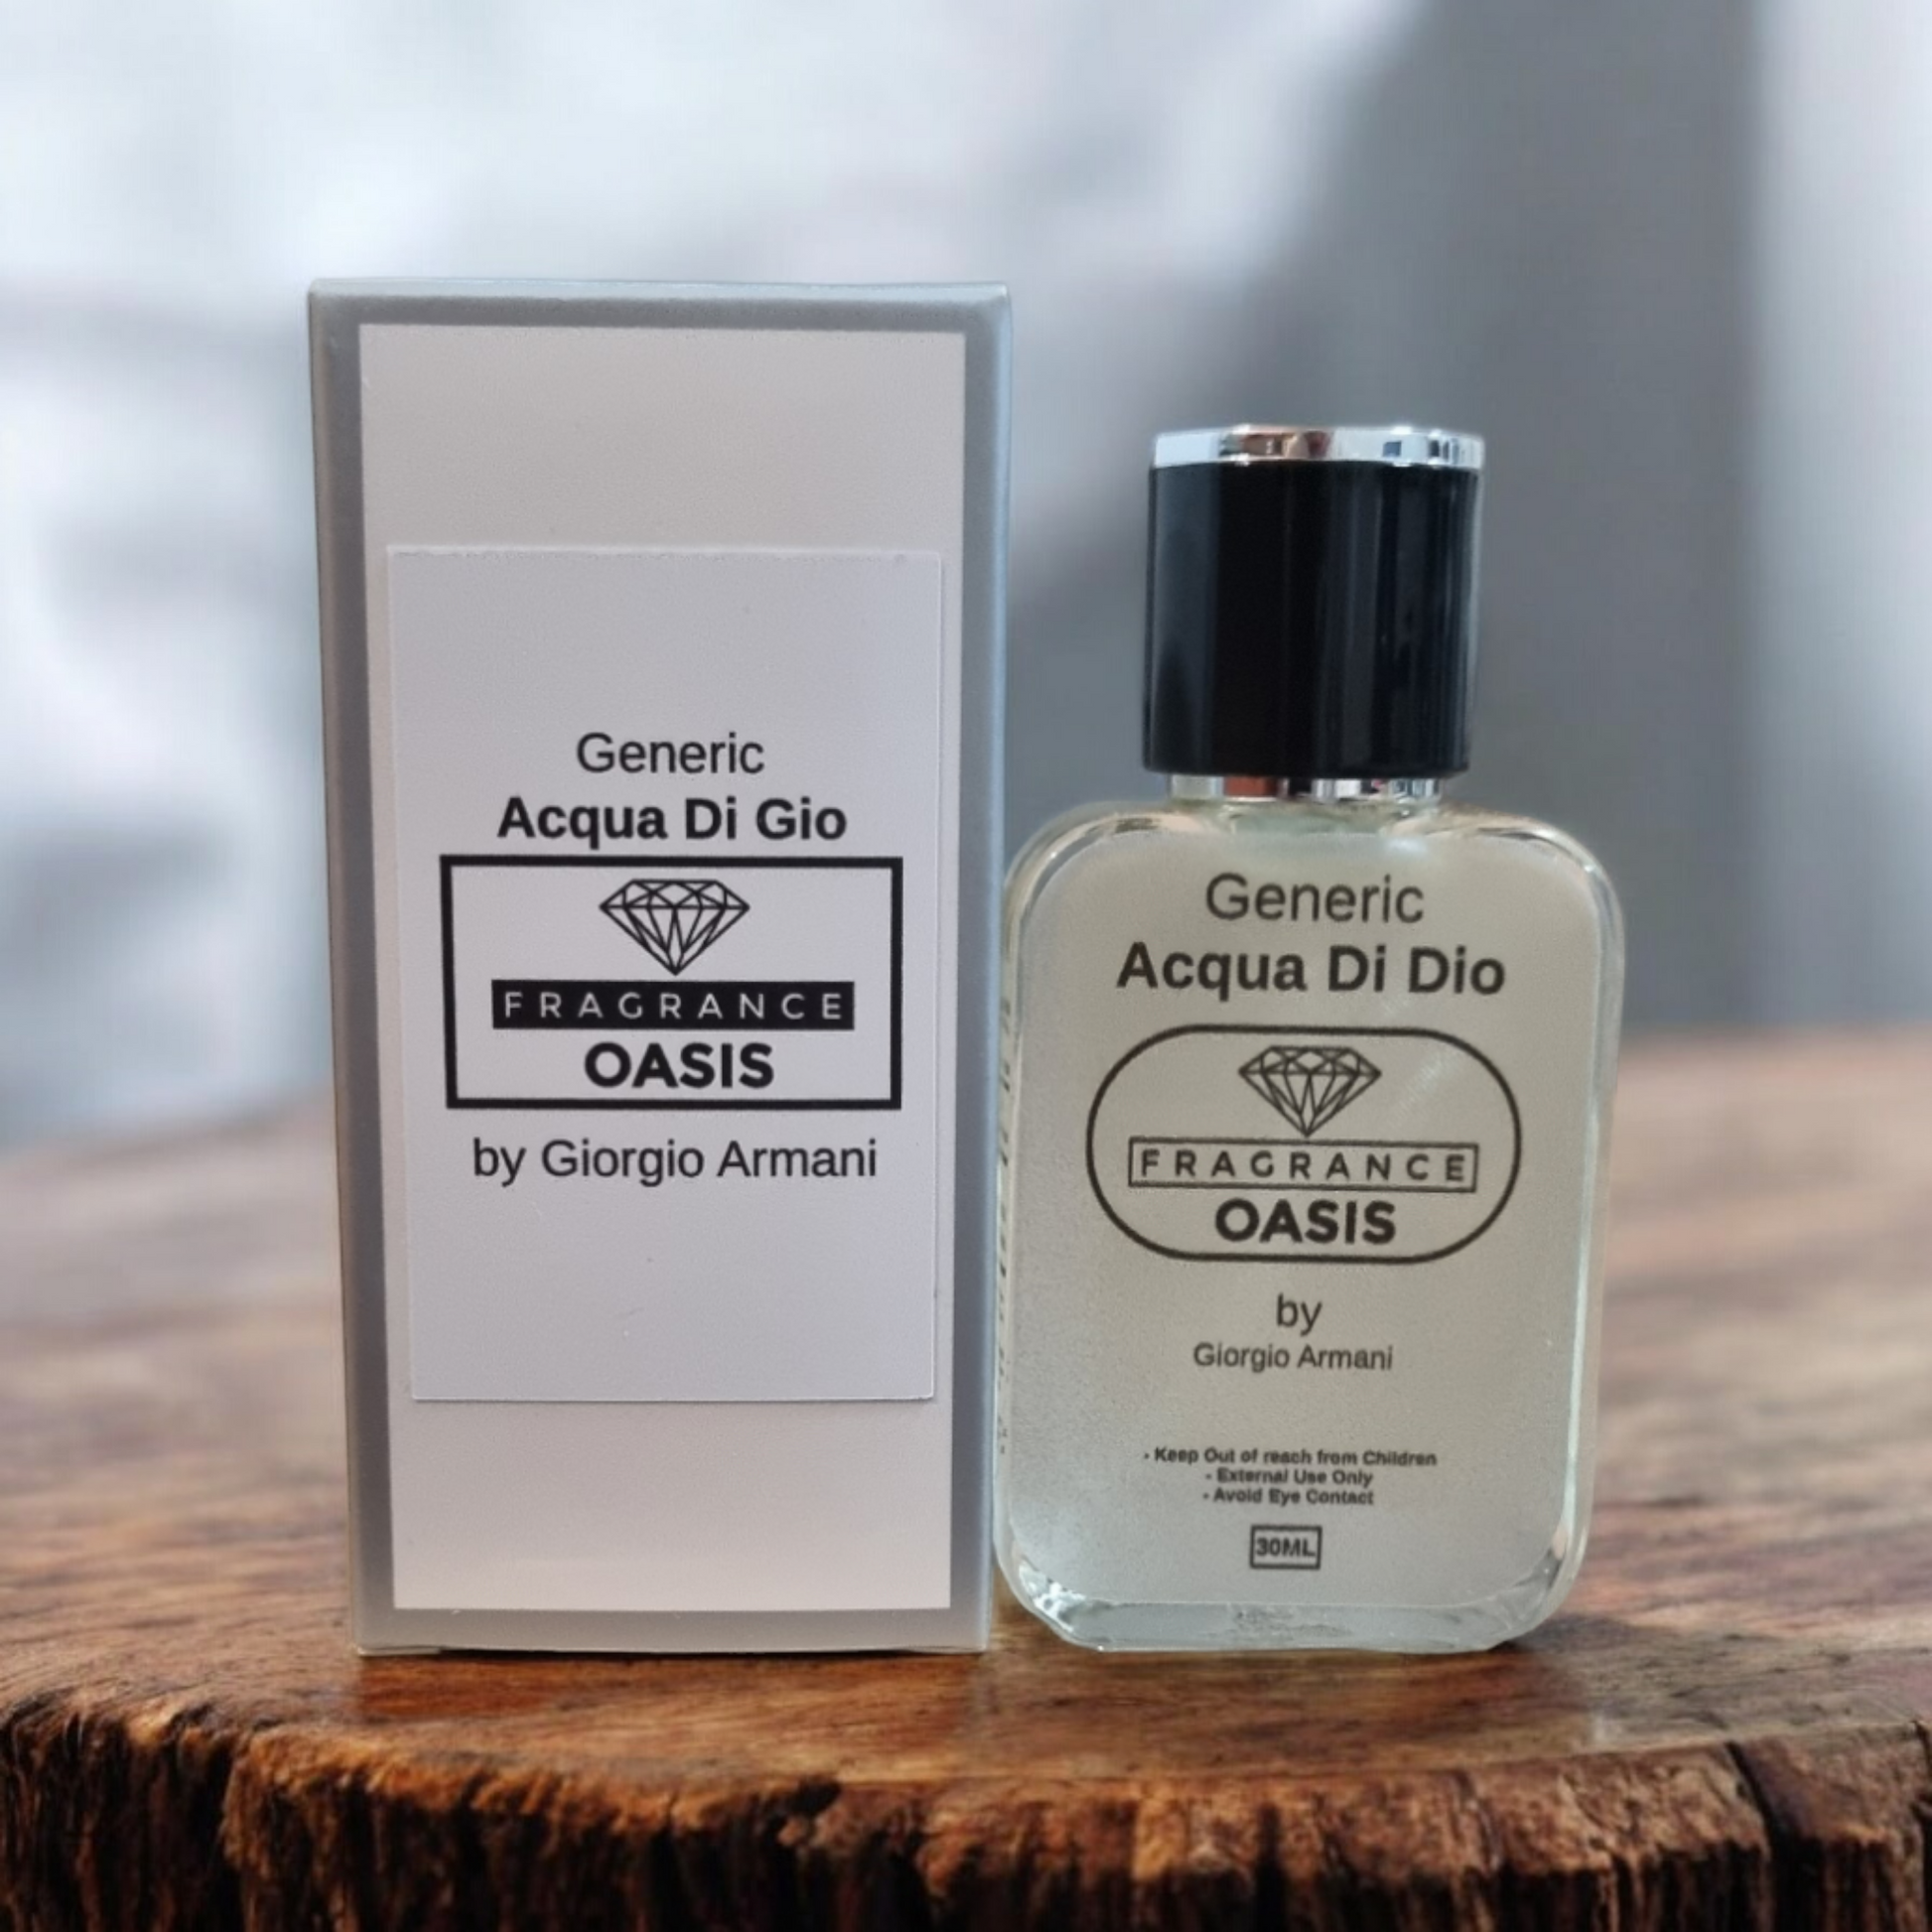 Generic
Acqua Di Gio
FRAGRANCE
OASIS
by Giorgio Armani
Generic
Acqua Di Dio
FRAGRANCE
OASIS
by
Giorgio Armani
- Keep Out of reach from Children
- External Use Only
- Avoid Eye Contact
30ML